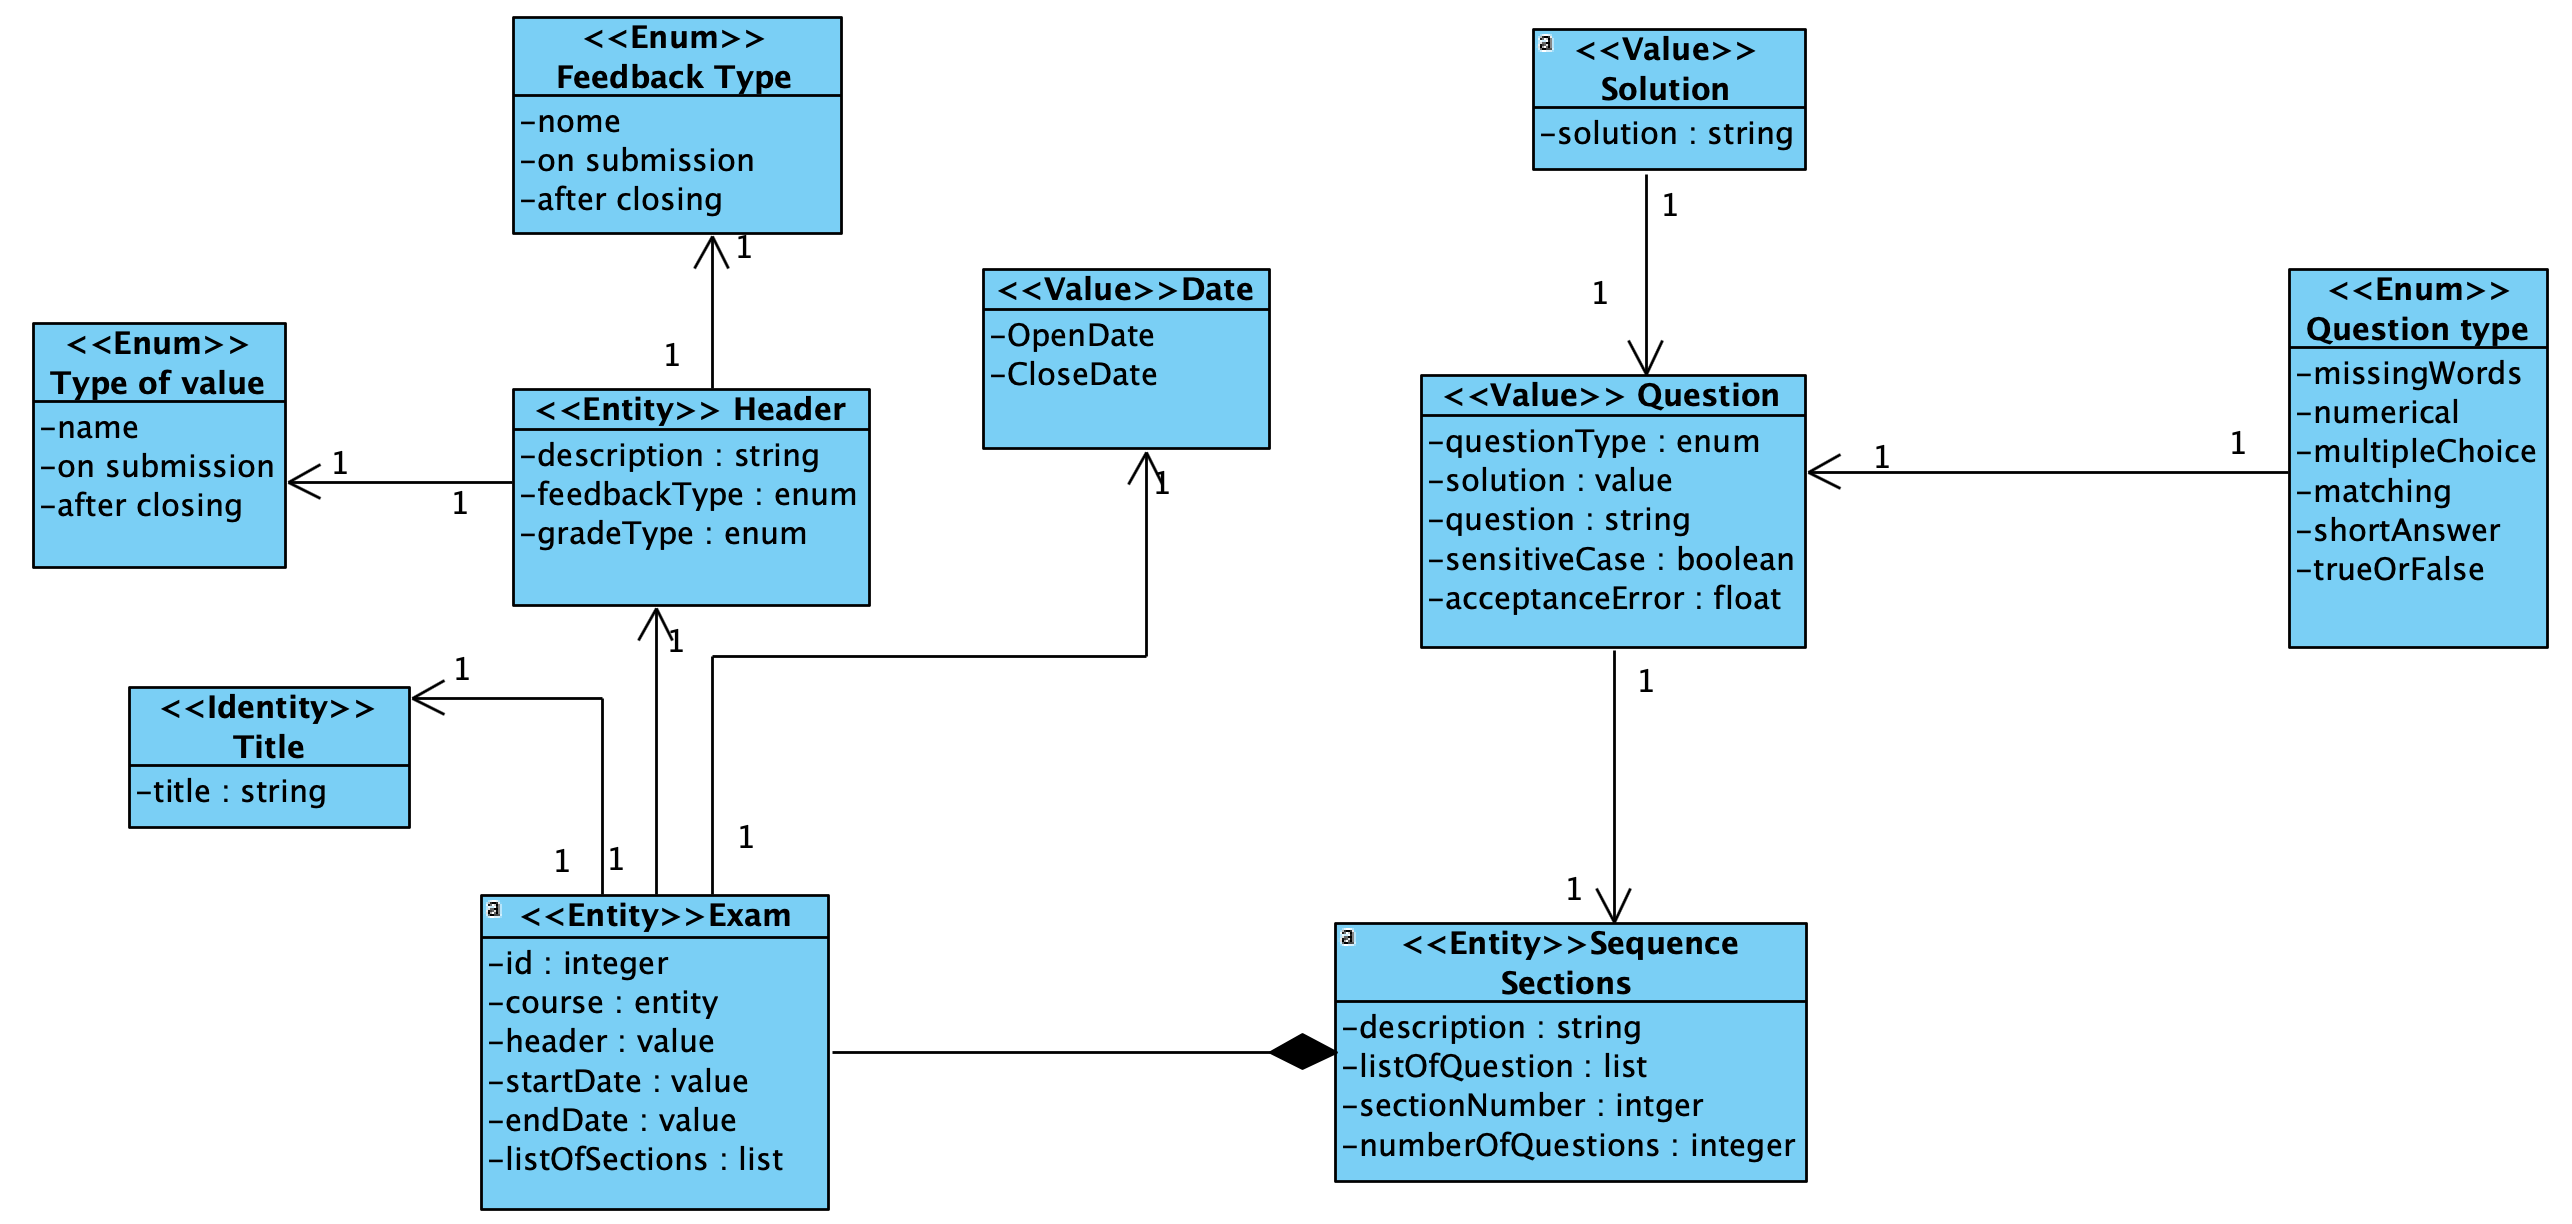 <<Enum>>
Feedback Type
-nome
-on submission
-after closing
1
1
<<Value>>
a
Solution
-solution : string
1
1
<<Value>>Date
-OpenDate
-CloseDate
1
<<Enum>>
Question type
-missingWords
-numerical
-multipleChoice
-matching
-shortAnswer
-trueOrFalse
1
1
<<Enum>>
Type of value
-name
-on submission
-after closing
1
1
<<Entity>> Header
-description : string
-feedbackType : enum
-gradeType : enum
1
<<Value>> Question
-questionType : enum
-solution : value
-question : string
-sensitiveCase : boolean
-acceptanceError : float
1
1
<<Identity>>
Title
-title : string
1
1
1
1
a
<<Entity>>Exam
-id : integer
-course : entity
-header : value
-startDate : value
-endDate : value
-listOfSections : list
a
<<Entity>>Sequence
Sections
-description : string
-listOfQuestion : list
-sectionNumber : intger
-numberOfQuestions : integer